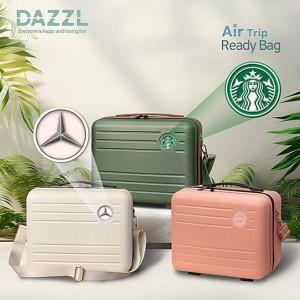 DAZZL
Everyone is happy and having fun
Air Trip
Ready Bag